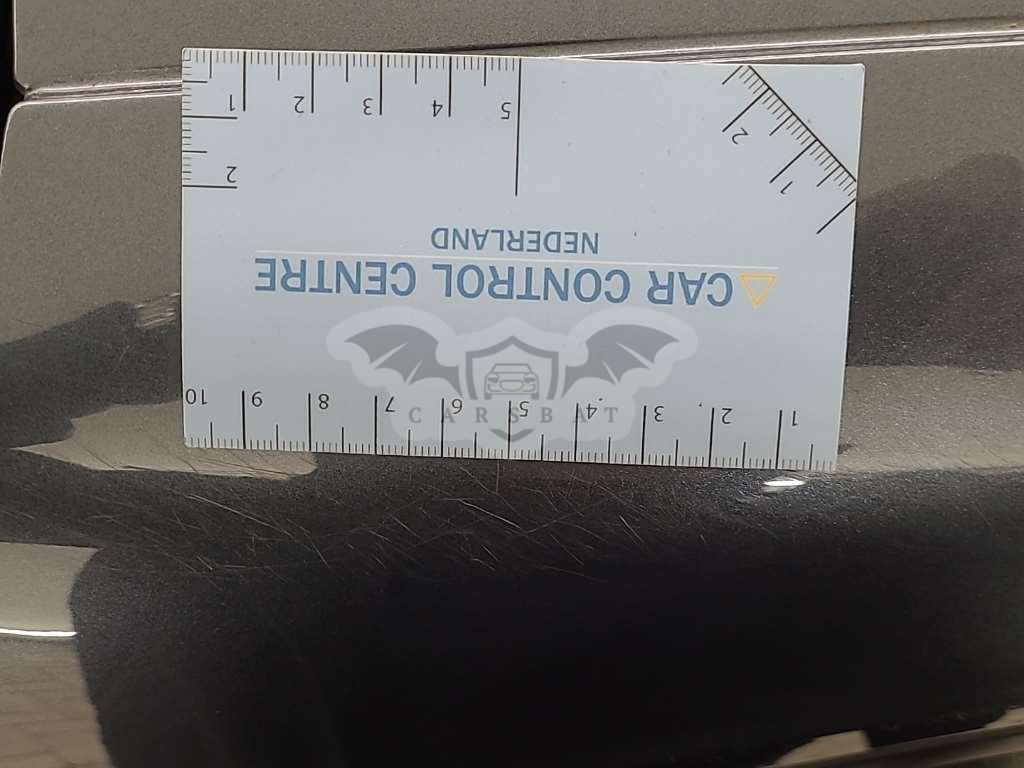 10 9 8 7 6 5 4 3 2 1
CAR CONTROL CENTRE
NEDERLAND
2
1
1 2
5 4 3 2 1
CARSBAT